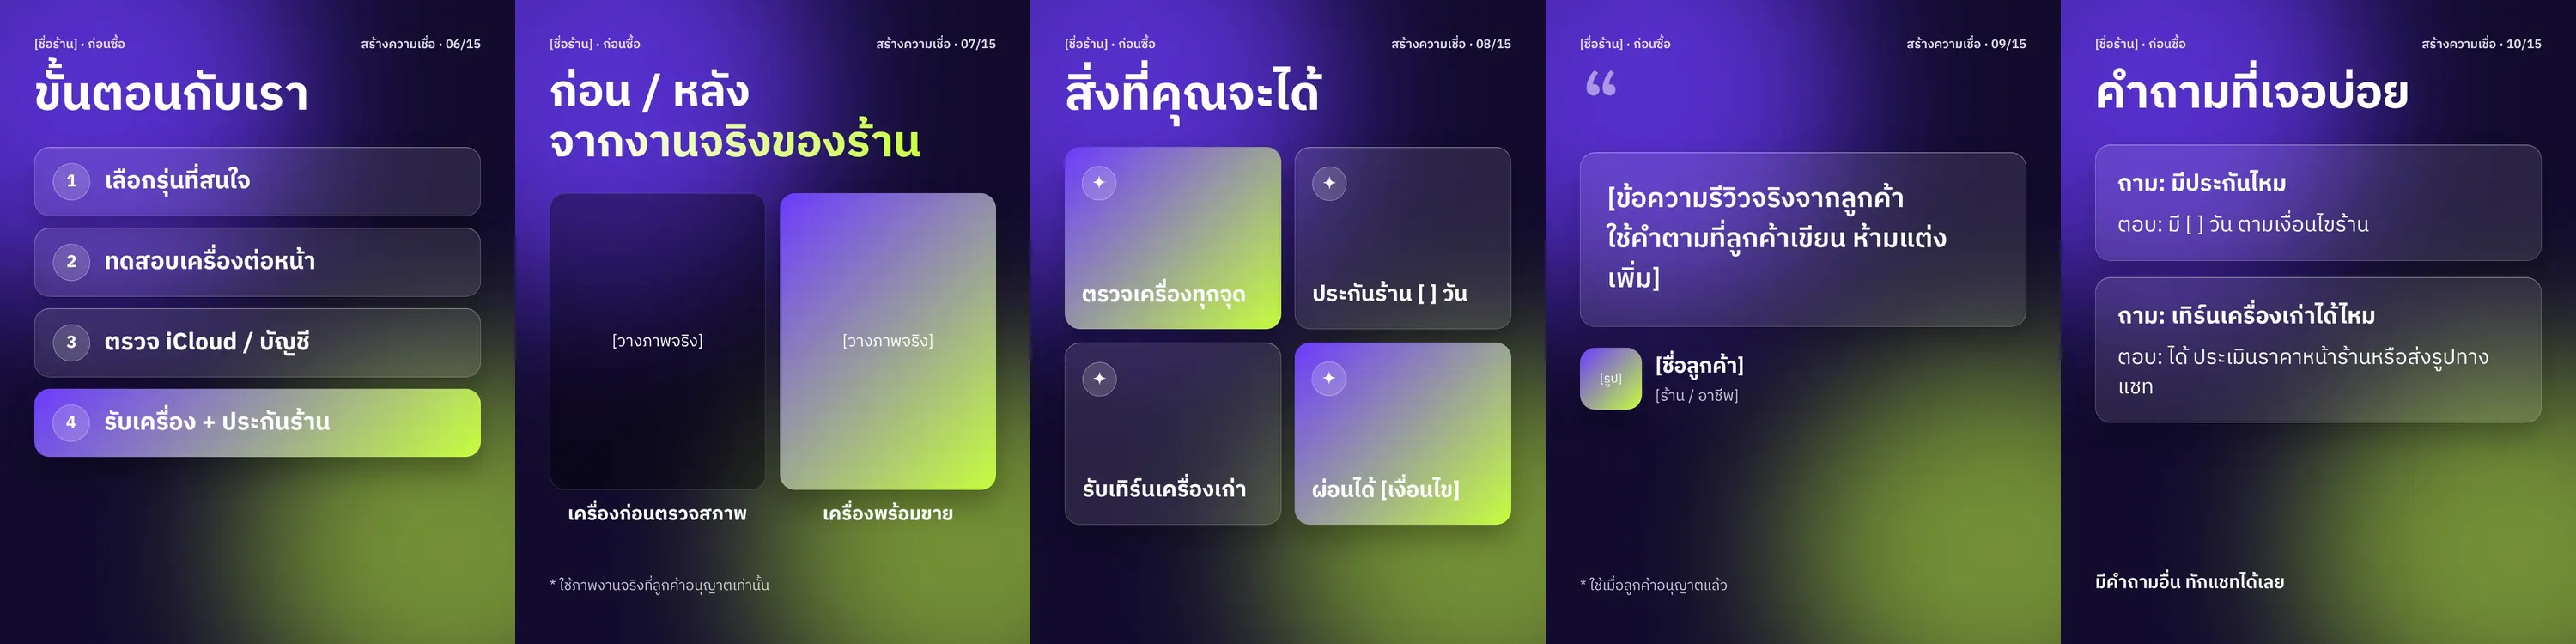 [ชื่อร้าน] · ก่อนซื้อ
สร้างความเชื่อ · 06/15
ขั้นตอนกับเรา
1 เลือกรุ่นที่สนใจ
2 ทดสอบเครื่องต่อหน้า
3 ตรวจ iCloud / บัญชี
4 รับเครื่อง + ประกันร้าน
[ชื่อร้าน] · ก่อนซื้อ
สร้างความเชื่อ · 07/15
ก่อน / หลัง
จากงานจริงของร้าน
[วางภาพจริง]
[วางภาพจริง]
เครื่องก่อนตรวจสภาพ
เครื่องพร้อมขาย
* ใช้ภาพงานจริงที่ลูกค้าอนุญาตเท่านั้น
[ชื่อร้าน] · ก่อนซื้อ
สร้างความเชื่อ · 08/15
สิ่งที่คุณจะได้
ตรวจเครื่องทุกจุด
ประกันร้าน [ ] วัน
รับเทิร์นเครื่องเก่า
ผ่อนได้ [เงื่อนไข]
[ชื่อร้าน] · ก่อนซื้อ
สร้างความเชื่อ · 09/15
“
[ข้อความรีวิวจริงจากลูกค้า
ใช้คำตามที่ลูกค้าเขียน ห้ามแต่ง
เพิ่ม]
[รูป]
[ชื่อลูกค้า]
[ร้าน / อาชีพ]
* ใช้เมื่อลูกค้าอนุญาตแล้ว
[ชื่อร้าน] · ก่อนซื้อ
สร้างความเชื่อ · 10/15
คำถามที่เจอบ่อย
ถาม: มีประกันไหม
ตอบ: มี [ ] วัน ตามเงื่อนไขร้าน
ถาม: เทิร์นเครื่องเก่าได้ไหม
ตอบ: ได้ ประเมินราคาหน้าร้านหรือส่งรูปทาง
แชท
มีคำถามอื่น ทักแชทได้เลย